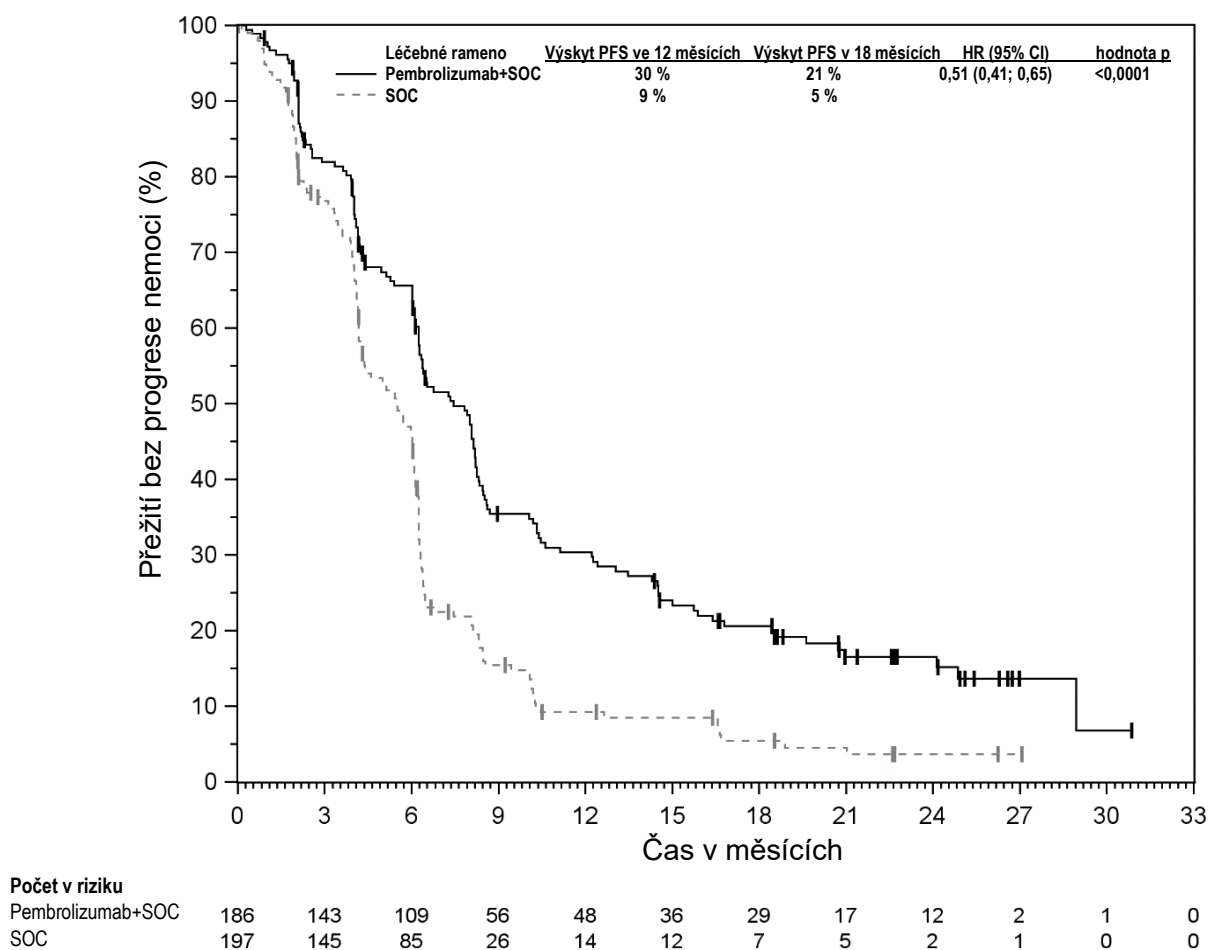 Léčebné rameno Výskyt PFS ve 12 měsících Výskyt PFS v 18 měsících HR (95% CI) hodnota p
Pembrolizumab+SOC 30 % 21 % 0,51 (0,41; 0,65) <0,0001
SOC 9 % 5 %
Přežití bez progrese nemoci (%)
100
90
80
70
60
50
40
30
20
10
0
0 3 6 9 12 15 18 21 24 27 30 33
Čas v měsících
Počet v riziku
Pembrolizumab+SOC 186 143 109 56 48 36 29 17 12 2 1 0
SOC 197 145 85 26 14 12 7 5 2 1 0 0